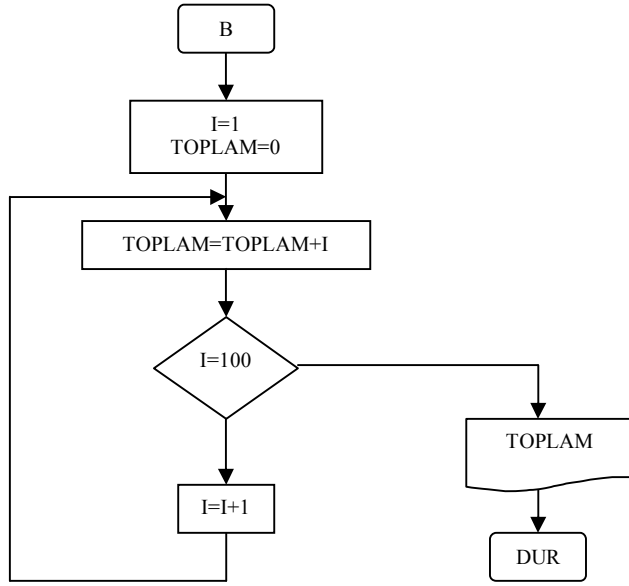 B
I=1
TOPLAM=0
TOPLAM=TOPLAM+I
I=100
TOPLAM
I=I+1
DUR